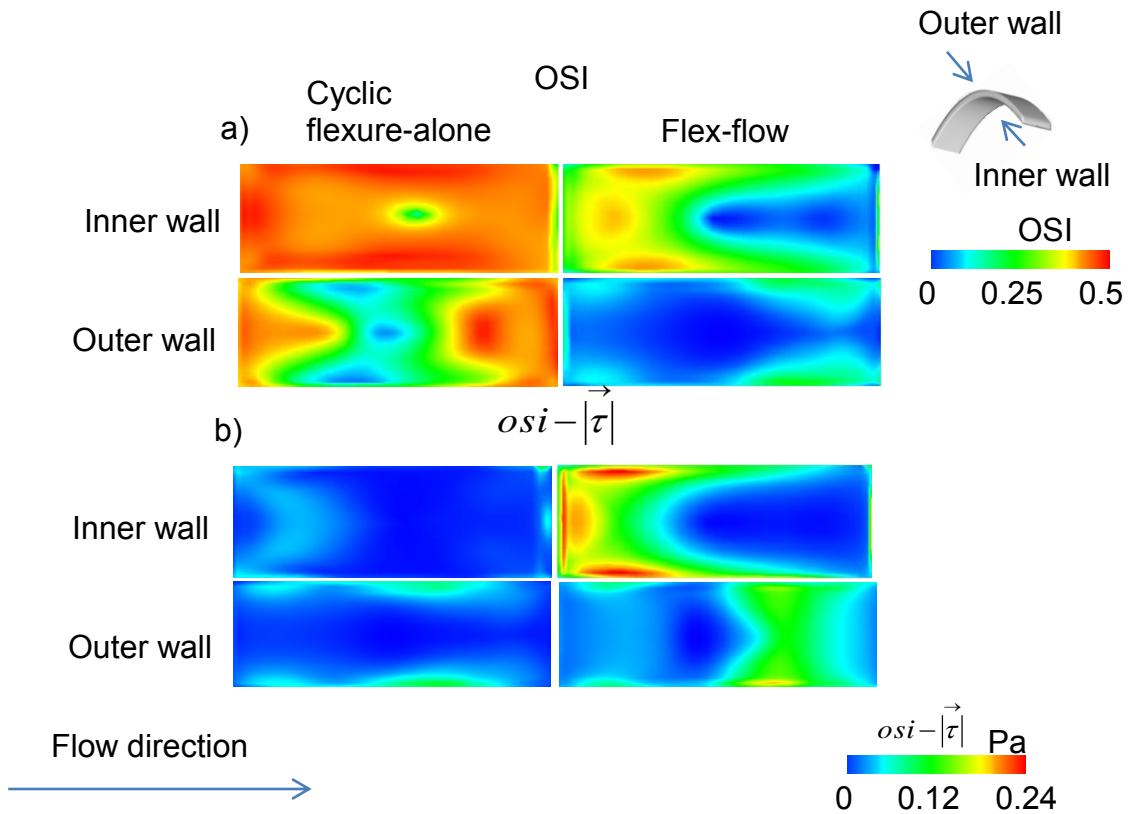 Outer wall
OSI
Cyclic
flexure-alone
a)
Flex-flow
Inner wall
Inner wall
OSI
0 0.25 0.5
Outer wall
b)
osi-|τ⃗|
Inner wall
Outer wall
Flow direction
osi-|τ⃗| Pa
0 0.12 0.24